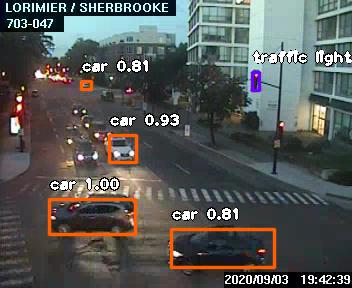 LORIMIER / SHERBROOKE
703-047
car 0.81
traffic light
car 0.93
car 1.00
car 0.81
2020/09/03 19:42:39